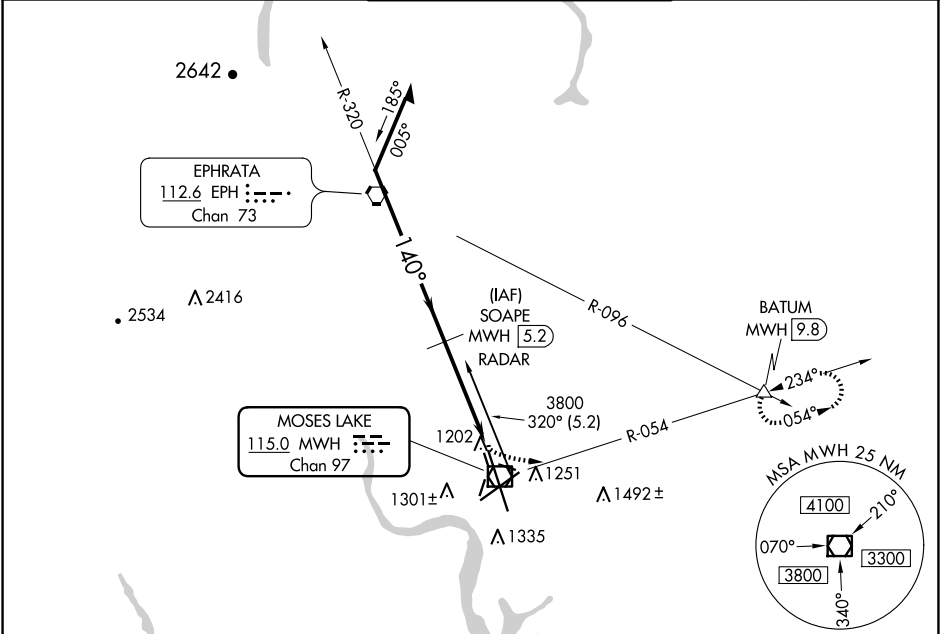 2642
R-320
185°
005°
EPHRATA
112.6 EPH
Chan 73
140°
2416
2534
(IAF)
SOAPE
MWH 5.2
RADAR
R-096
BATUM
MWH 9.8
234°
054°
3800
320° (5.2)
R-054
MOSES LAKE
115.0 MWH
Chan 97
1202
1251
1301±
1492±
1335
MSA MWH 25 NM
4100
210°
070°
3300
3800
340°